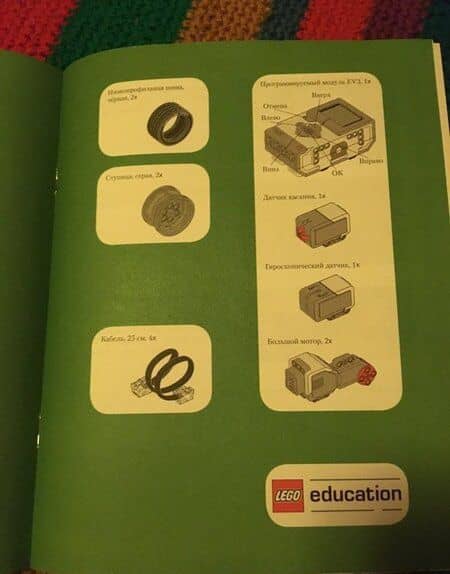 Низкопрофильная шина,
чёрная, 2x
Ступица, серая, 2x
Кабель, 25 см, 4x
Программируемый модуль EV3, 1x
Вверх
Отмена
Влево
Вниз
OK
Вправо
Датчик касания, 1x
Гироскопический датчик, 1x
Большой мотор, 2x
LEGO education